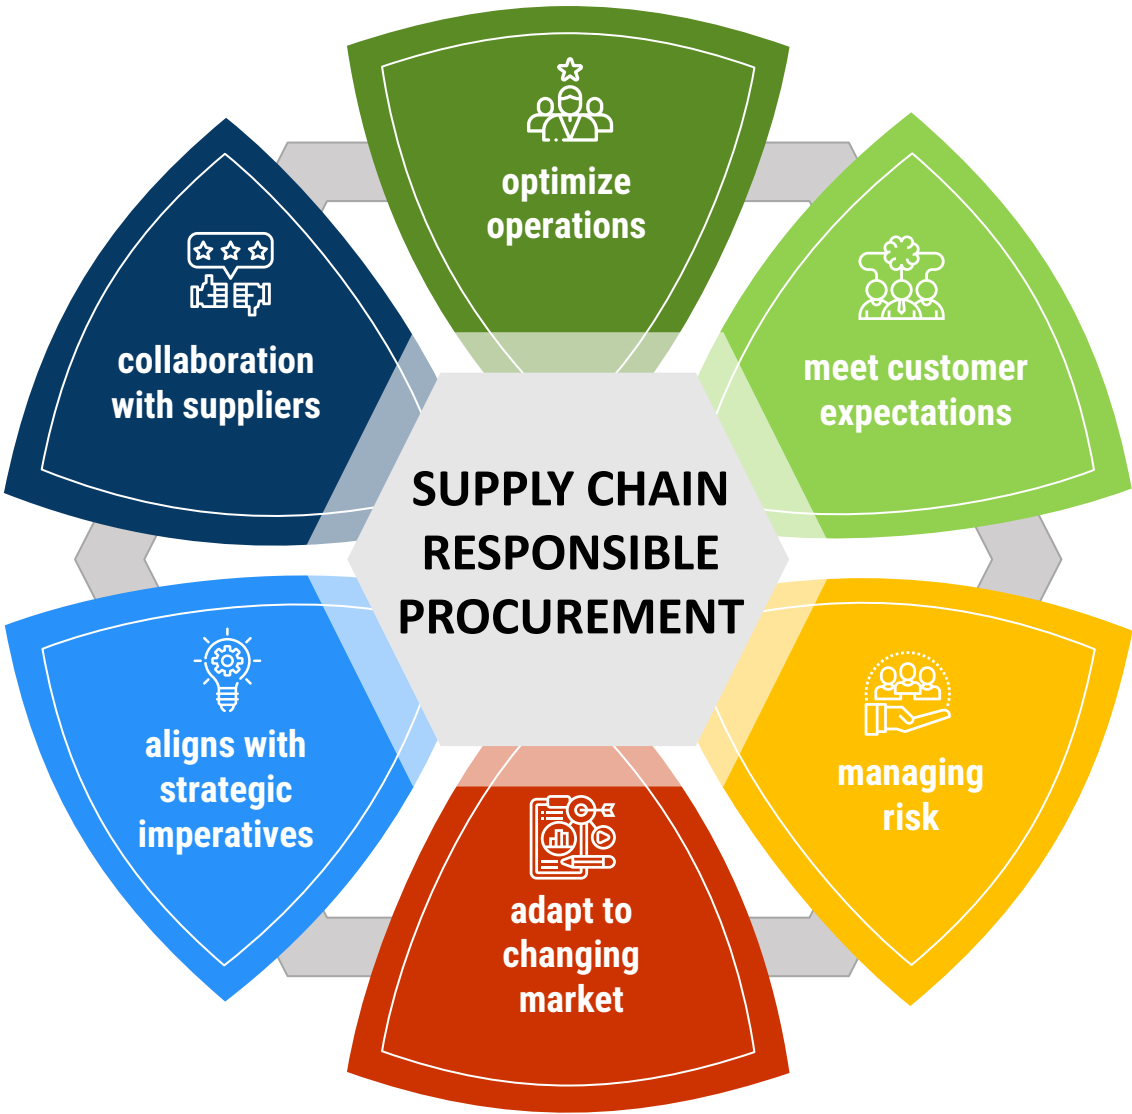 optimize
operations
meet customer
expectations
managing
risk
adapt to
changing
market
aligns with
strategic
imperatives
collaboration
with suppliers
SUPPLY CHAIN
RESPONSIBLE
PROCUREMENT